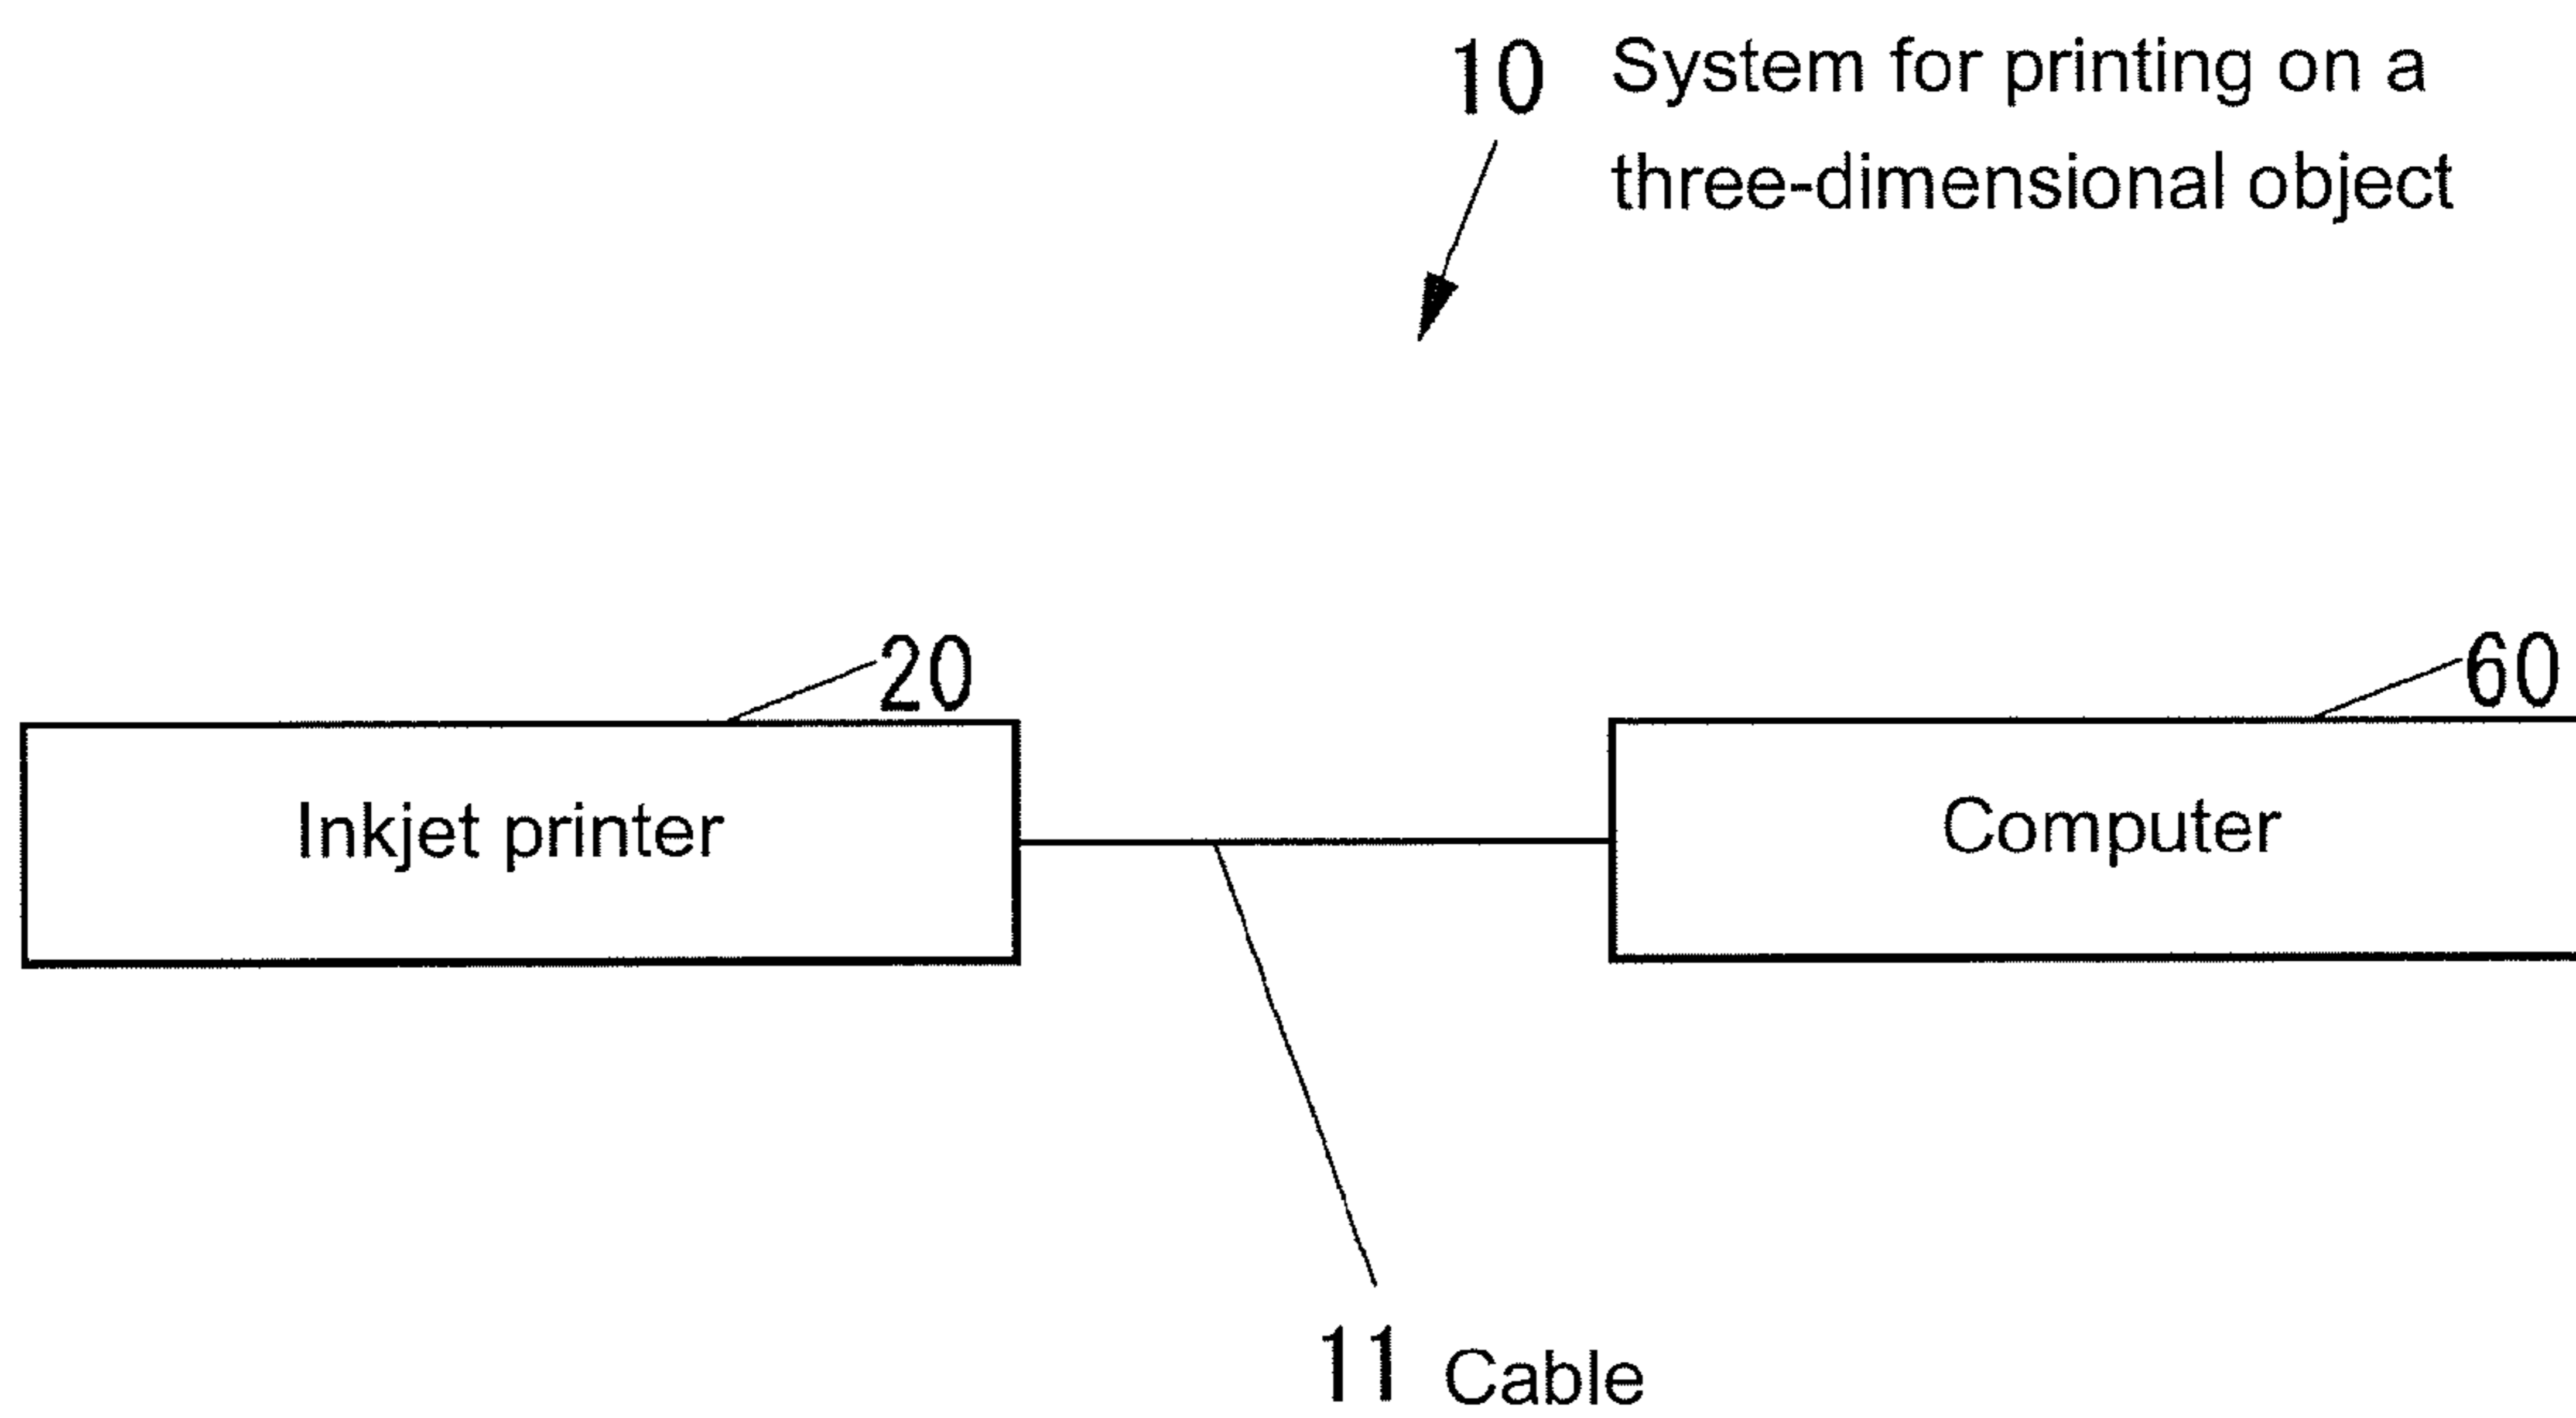 10 System for printing on a
three-dimensional object
20
60
Inkjet printer
Computer
11 Cable